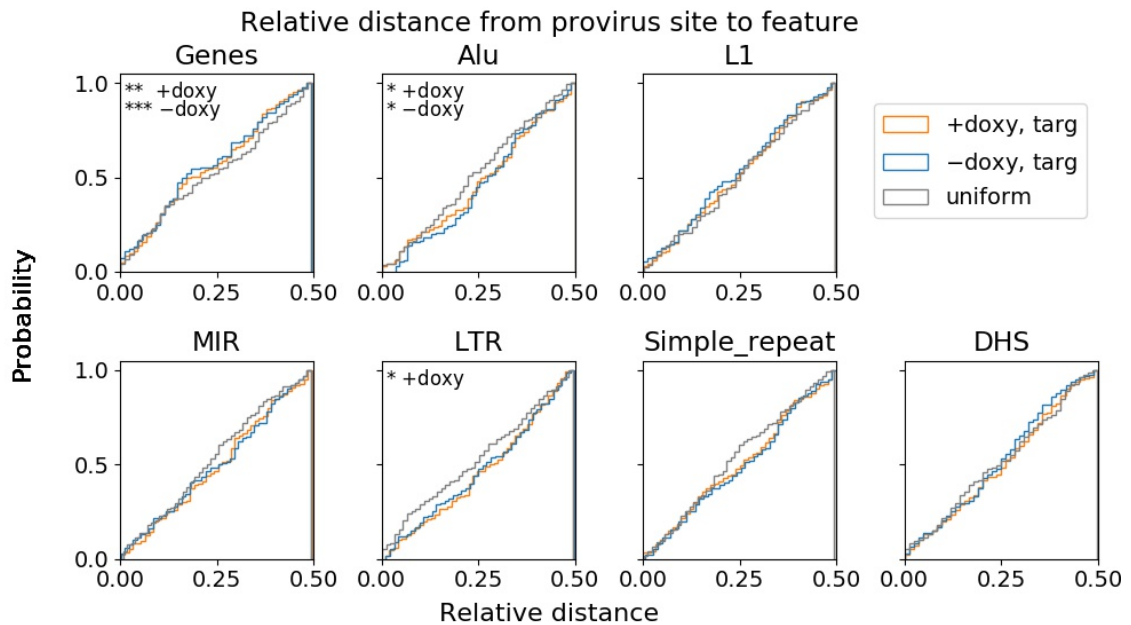 Relative distance from provirus site to feature
Genes
** +doxy
*** −doxy
1.0
0.5
0.0
0.00 0.25 0.50
Alu
* +doxy
* −doxy
0.00 0.25 0.50
L1
0.00 0.25 0.50
+doxy, targ
−doxy, targ
uniform
Probability
MIR
1.0
0.5
0.0
0.00 0.25 0.50
LTR
* +doxy
0.00 0.25 0.50
Simple_repeat
0.00 0.25 0.50
DHS
0.00 0.25 0.50
Relative distance